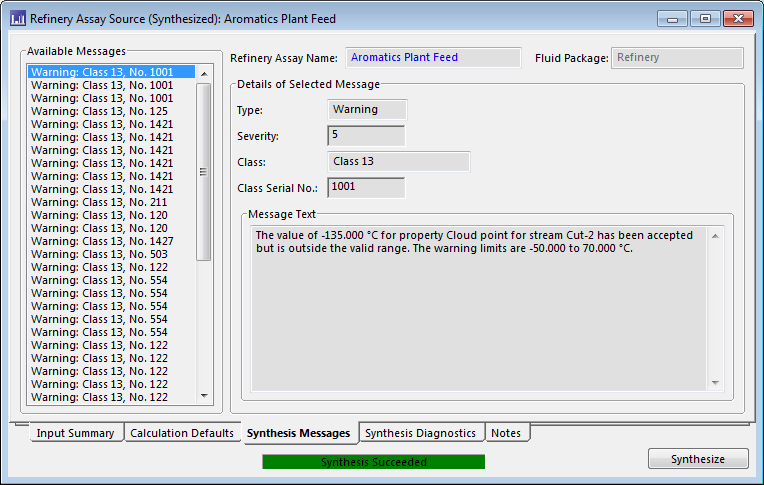 Refinery Assay Source (Synthesized): Aromatics Plant Feed
Available Messages
Warning: Class 13, No. 1001
Warning: Class 13, No. 1001
Warning: Class 13, No. 1001
Warning: Class 13, No. 125
Warning: Class 13, No. 1421
Warning: Class 13, No. 1421
Warning: Class 13, No. 1421
Warning: Class 13, No. 1421
Warning: Class 13, No. 1421
Warning: Class 13, No. 1421
Warning: Class 13, No. 211
Warning: Class 13, No. 120
Warning: Class 13, No. 120
Warning: Class 13, No. 1427
Warning: Class 13, No. 503
Warning: Class 13, No. 122
Warning: Class 13, No. 554
Warning: Class 13, No. 554
Warning: Class 13, No. 554
Warning: Class 13, No. 554
Warning: Class 13, No. 554
Warning: Class 13, No. 122
Warning: Class 13, No. 122
Warning: Class 13, No. 122
Warning: Class 13, No. 122
Warning: Class 13, No. 122
Refinery Assay Name: Aromatics Plant Feed Fluid Package: Refinery
Details of Selected Message
Type: Warning
Severity: 5
Class: Class 13
Class Serial No.: 1001
Message Text
The value of -135.000 °C for property Cloud point for stream Cut-2 has been accepted
but is outside the valid range. The warning limits are -50.000 to 70.000 °C.
Input Summary Calculation Defaults Synthesis Messages Synthesis Diagnostics Notes
Synthesis Succeeded
Synthesize